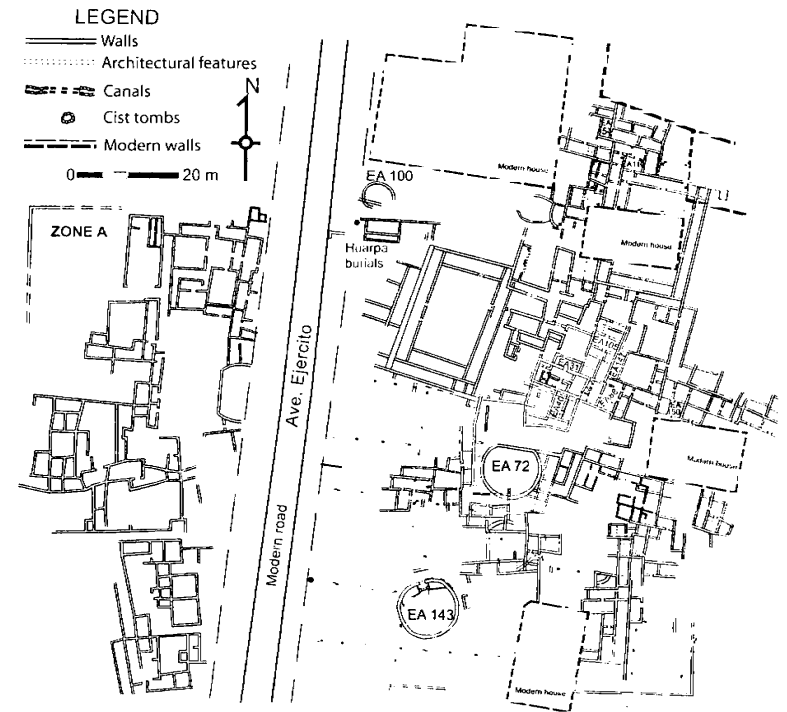 LEGEND
Walls
Architectural features
Canals
Cist tombs
Modern walls
N
0 20 m
ZONE A
EA 100
Huarpa
burials
Modern house
Modern house
Ave. Ejercito
Modern road
EA 72
Modern house
EA 143
Modern house